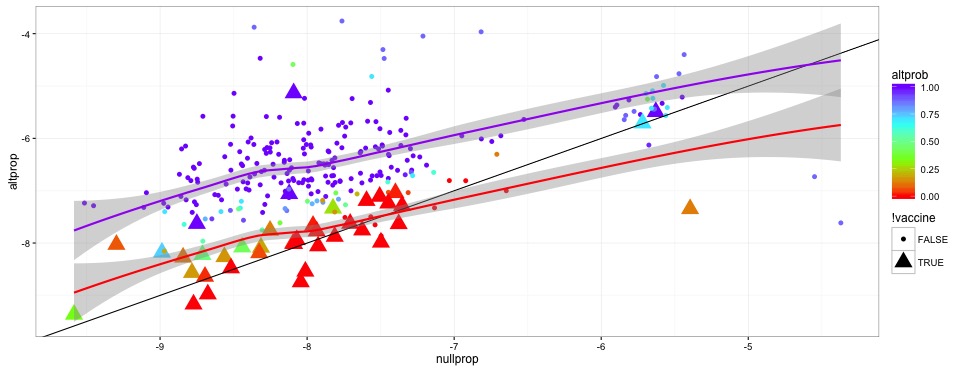 altprop
-4
-6
-8
-9
-8
-7
-6
-5
nullprop
altprob
1.00
0.75
0.50
0.25
0.00
!vaccine
FALSE
TRUE